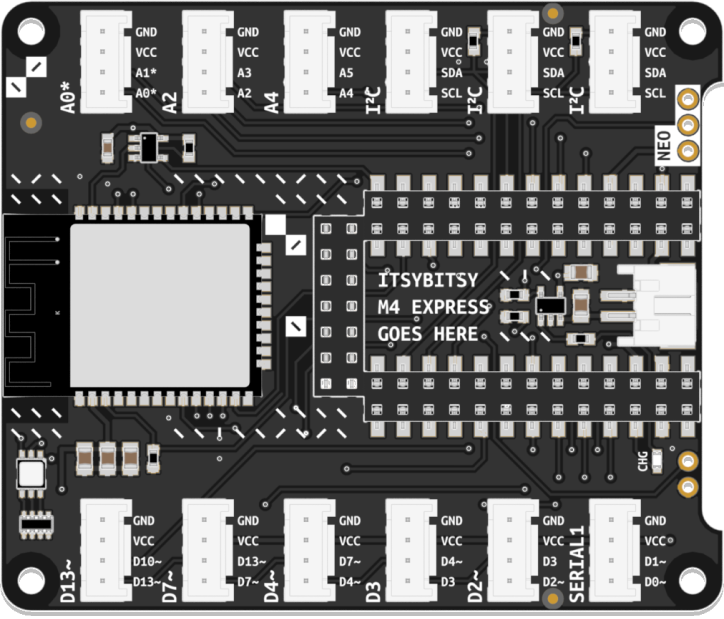 GND
VCC
A1*
A0*
A0*
GND
VCC
A3
A2
A2
GND
VCC
A5
A4
A4
GND
VCC
SDA
SCL
I²C
GND
VCC
SDA
SCL
I²C
GND
VCC
SDA
SCL
I²C
NEO
ITSYBITSY
M4 EXPRESS
GOES HERE
CHG
GND
VCC
D10~
D13~
D13~
GND
VCC
D13~
D7~
D7~
GND
VCC
D7~
D4~
D4~
GND
VCC
D4~
D3
D3
GND
VCC
D3
D2~
D2~
GND
VCC
D1~
D0~
SERIAL1